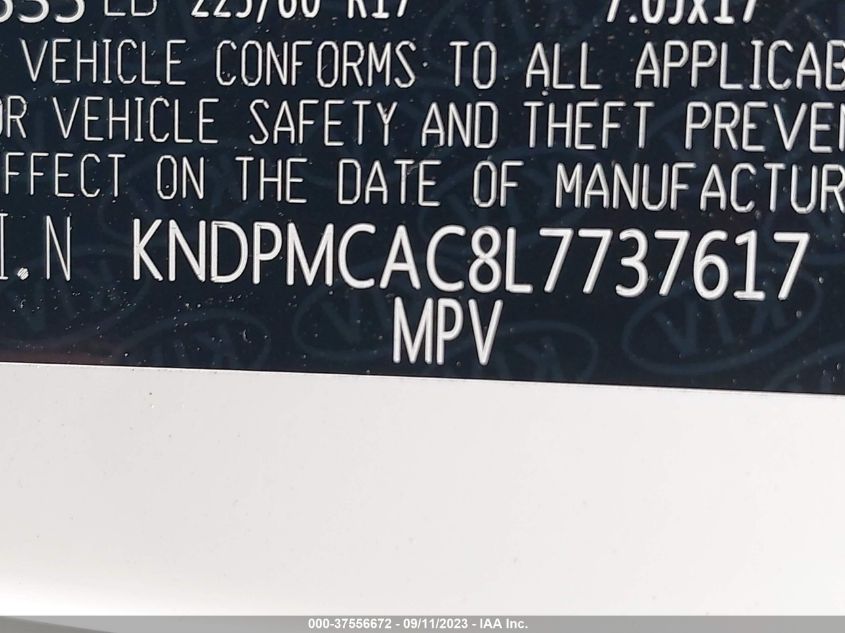 LB 225/60 R17 7.0Jx17
VEHICLE CONFORMS TO ALL APPLICAB
OR VEHICLE SAFETY AND THEFT PREVEN
FFECT ON THE DATE OF MANUFACTUR
I.N KNDPMCAC8L7737617
MPV
000-37556672 - 09/11/2023 - IAA Inc.